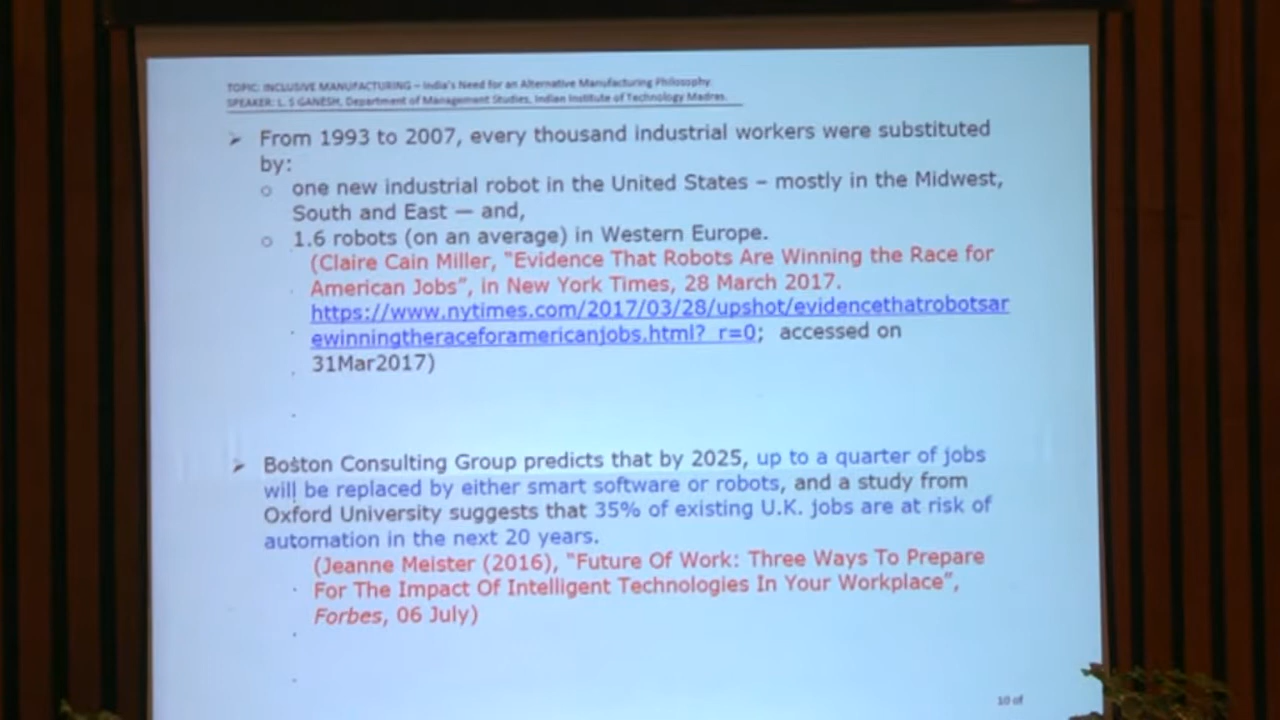 TOPIC: INCLUSIVE MANUFACTURING – India's Need for an Alternative Manufacturing Philosophy
SPEAKER: L. S GANESH, Department of Management Studies, Indian Institute of Technology Madras.
➢ From 1993 to 2007, every thousand industrial workers were substituted
by:
o one new industrial robot in the United States – mostly in the Midwest,
South and East — and,
o 1.6 robots (on an average) in Western Europe.
(Claire Cain Miller, "Evidence That Robots Are Winning the Race for
American Jobs", in New York Times, 28 March 2017.
https://www.nytimes.com/2017/03/28/upshot/evidencethatrobotsar
ewinningtheraceforamericanjobs.html?_r=0; accessed on
31Mar2017)
➢ Boston Consulting Group predicts that by 2025, up to a quarter of jobs
will be replaced by either smart software or robots, and a study from
Oxford University suggests that 35% of existing U.K. jobs are at risk of
automation in the next 20 years.
(Jeanne Meister (2016), "Future Of Work: Three Ways To Prepare
For The Impact Of Intelligent Technologies In Your Workplace",
Forbes, 06 July)
10 of